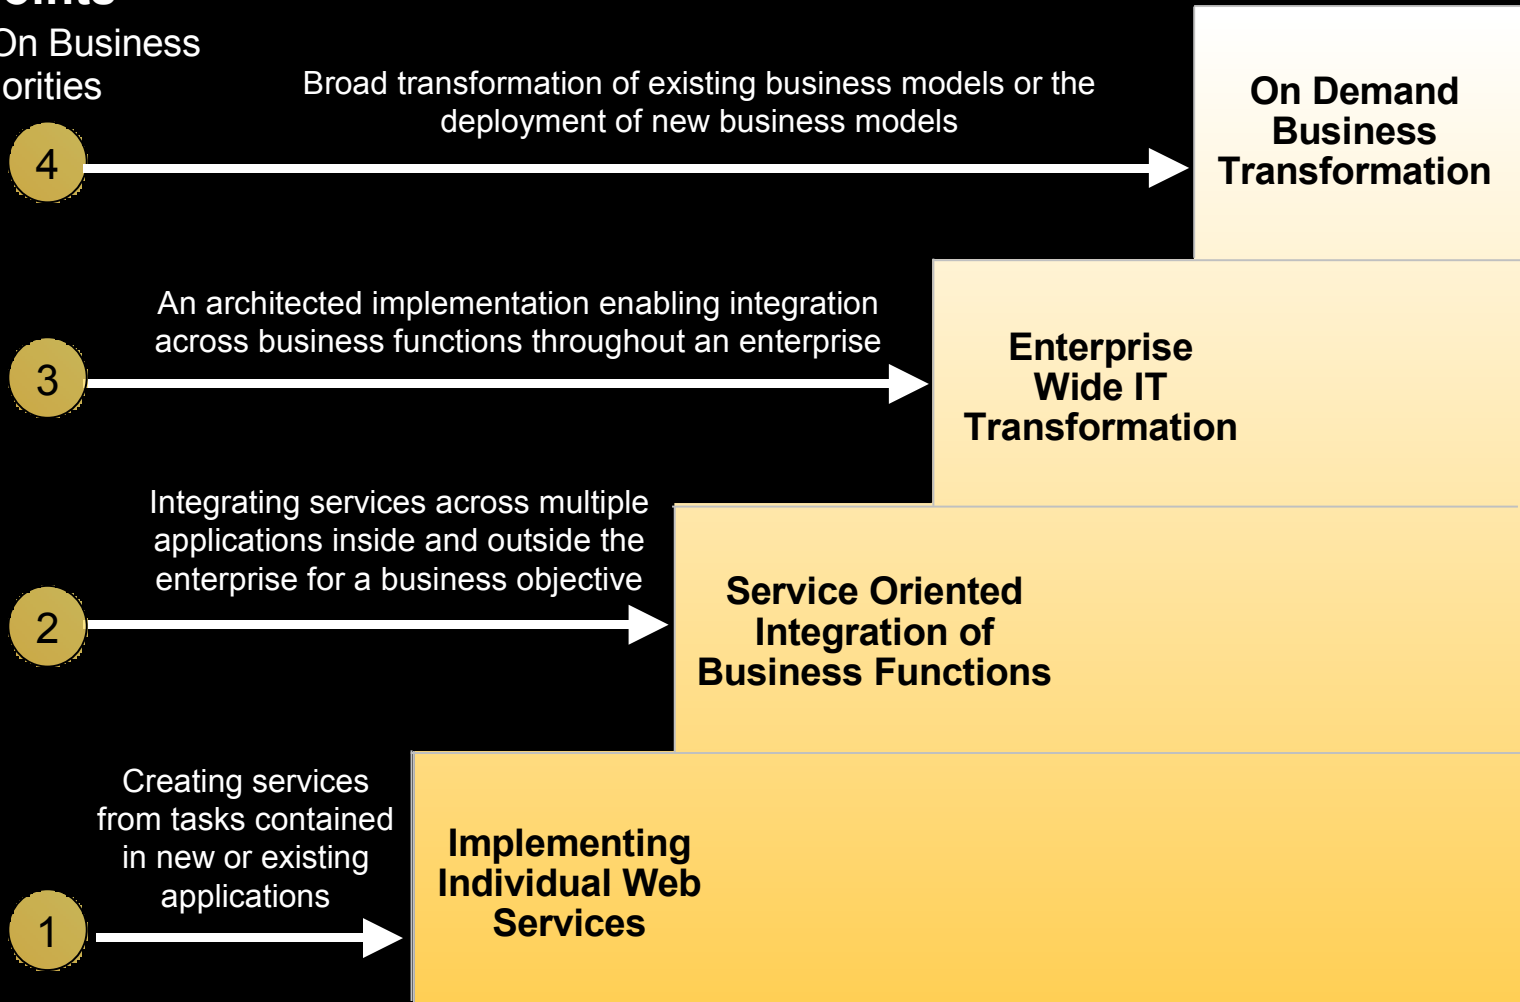 On Business
Broad transformation of existing business models or the
deployment of new business models
4
On Demand
Business
Transformation
An architected implementation enabling integration
across business functions throughout an enterprise
3
Enterprise
Wide IT
Transformation
Integrating services across multiple
applications inside and outside the
enterprise for a business objective
2
Service Oriented
Integration of
Business Functions
Creating services
from tasks contained
in new or existing
applications
1
Implementing
Individual Web
Services